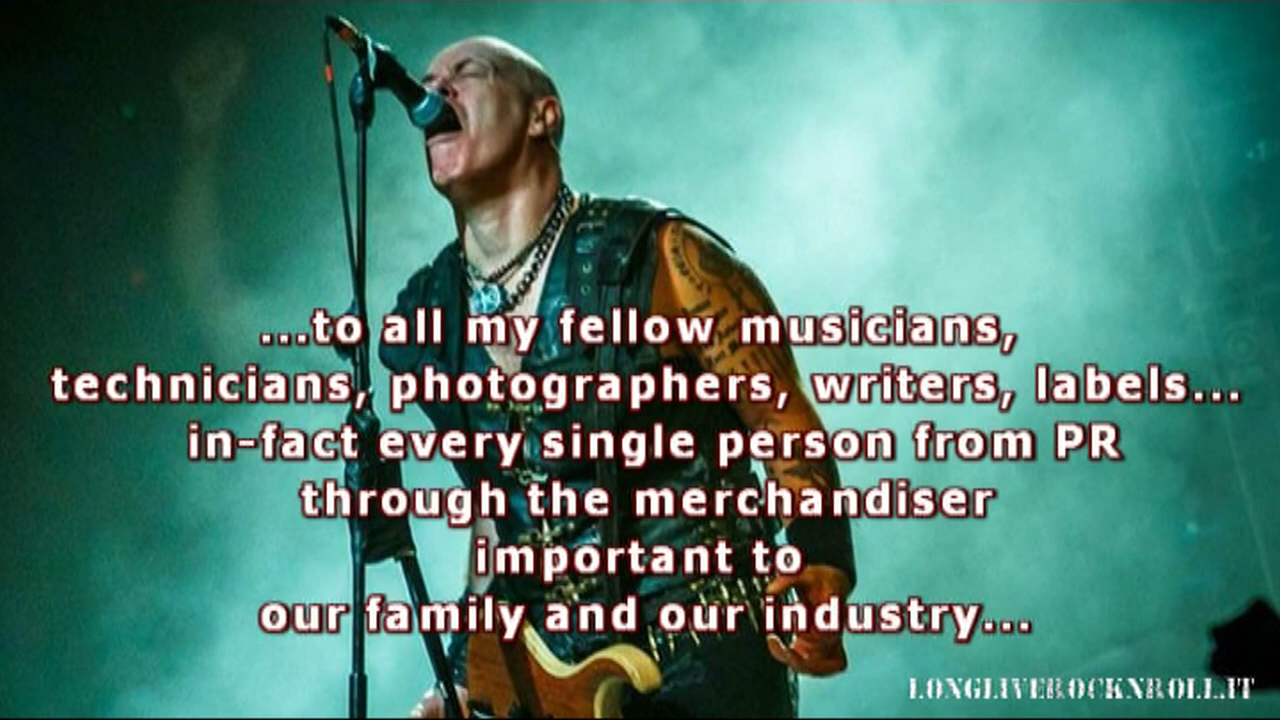 ...to all my fellow musicians,
technicians, photographers, writers, labels...
in-fact every single person from PR
through the merchandiser
important to
our family and our industry...
LONGLIVEROCKNROLL.IT